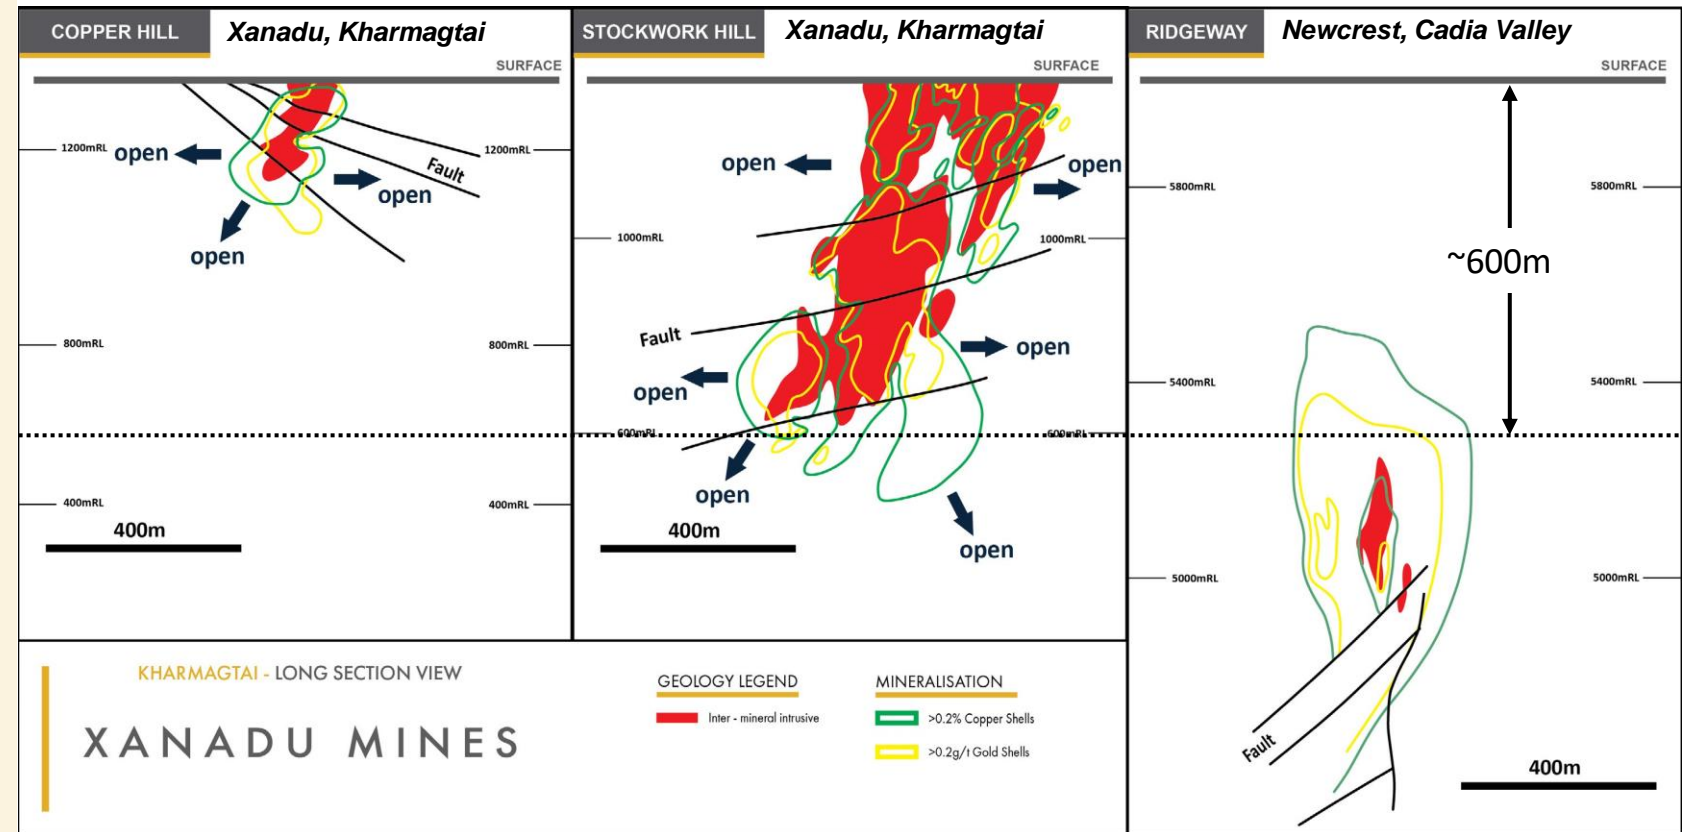 COPPER HILL
Xanadu, Kharmagtai
SURFACE
1200mRL
1200mRL
open
Fault
open
open
800mRL
800mRL
400mRL
400mRL
400m
STOCKWORK HILL
Xanadu, Kharmagtai
SURFACE
open
open
1000mRL
1000mRL
Fault
open
open
600mRL
600mRL
open
open
400m
RIDGEWAY
Newcrest, Cadia Valley
SURFACE
5800mRL
5800mRL
~600m
5400mRL
5400mRL
5000mRL
5000mRL
Fault
400m
KHARMAGTAI - LONG SECTION VIEW
XANADU MINES
GEOLOGY LEGEND
Inter - mineral intrusive
MINERALISATION
>0.2% Copper Shells
>0.2g/t Gold Shells